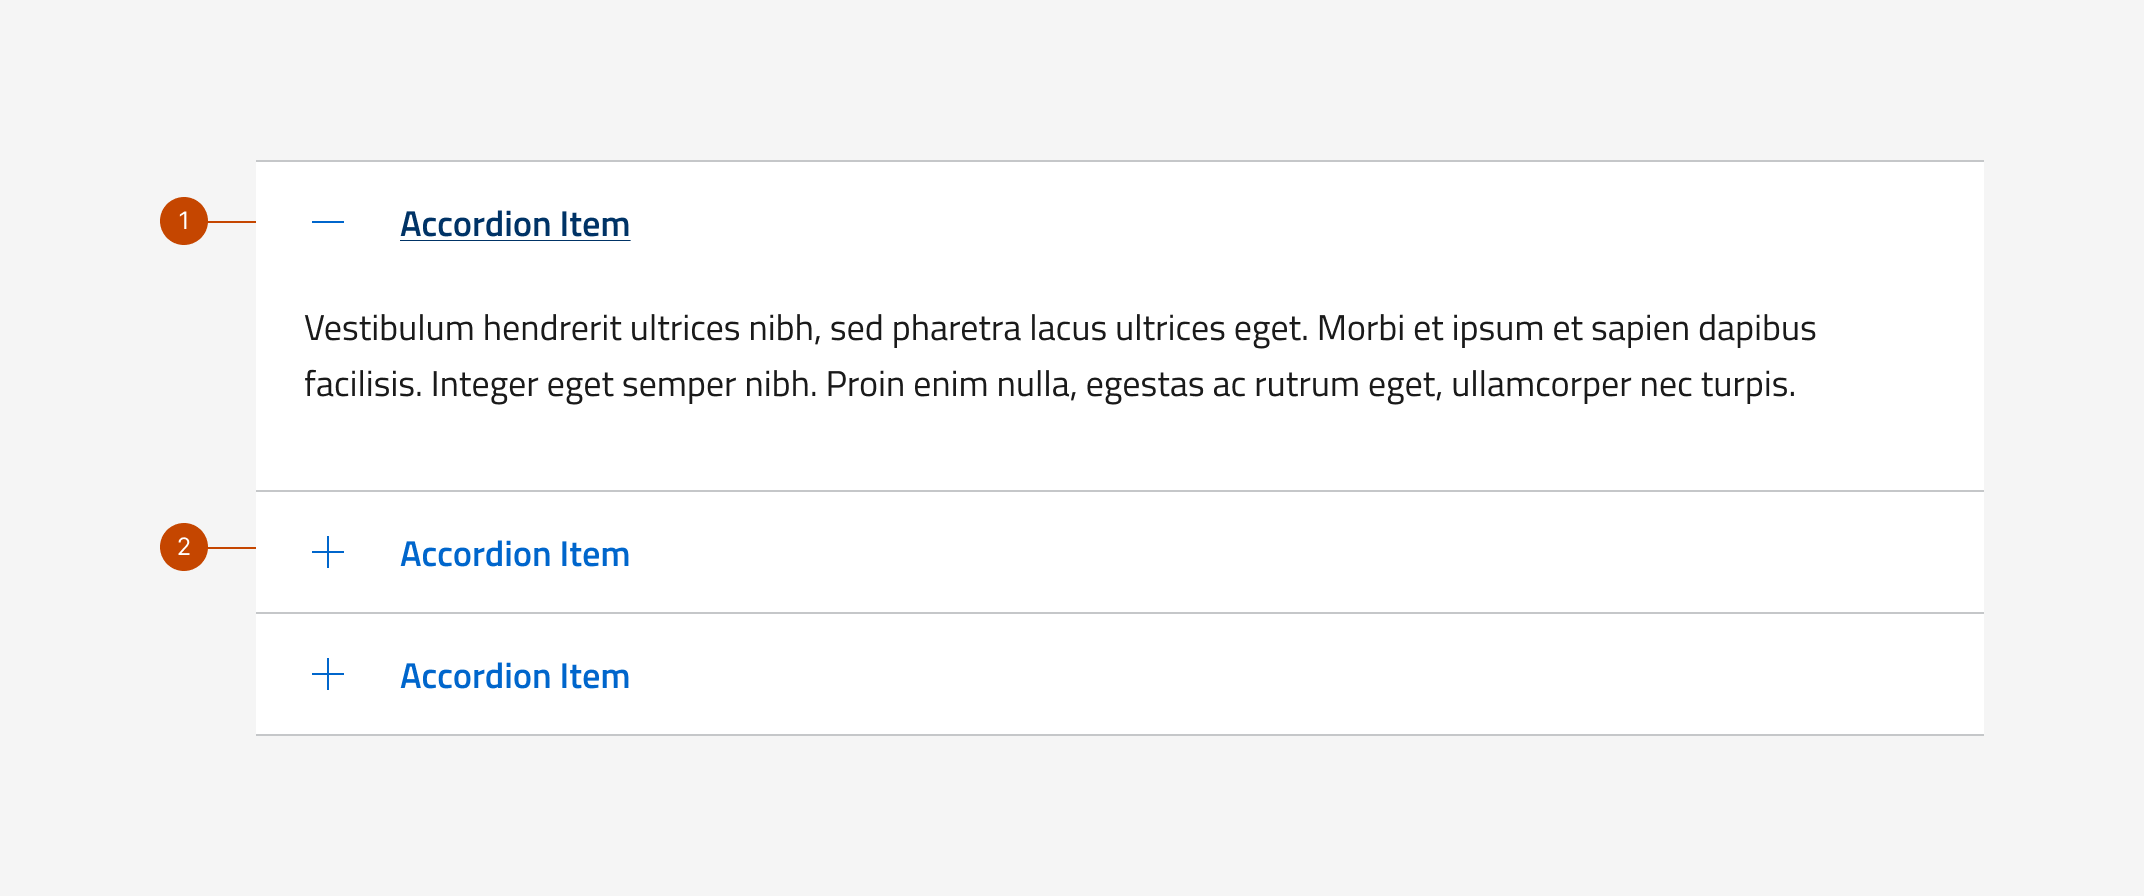 1
Accordion Item
Vestibulum hendrerit ultrices nibh, sed pharetra lacus ultrices eget. Morbi et ipsum et sapien dapibus
facilisis. Integer eget semper nibh. Proin enim nulla, egestas ac rutrum eget, ullamcorper nec turpis.
2
Accordion Item
Accordion Item